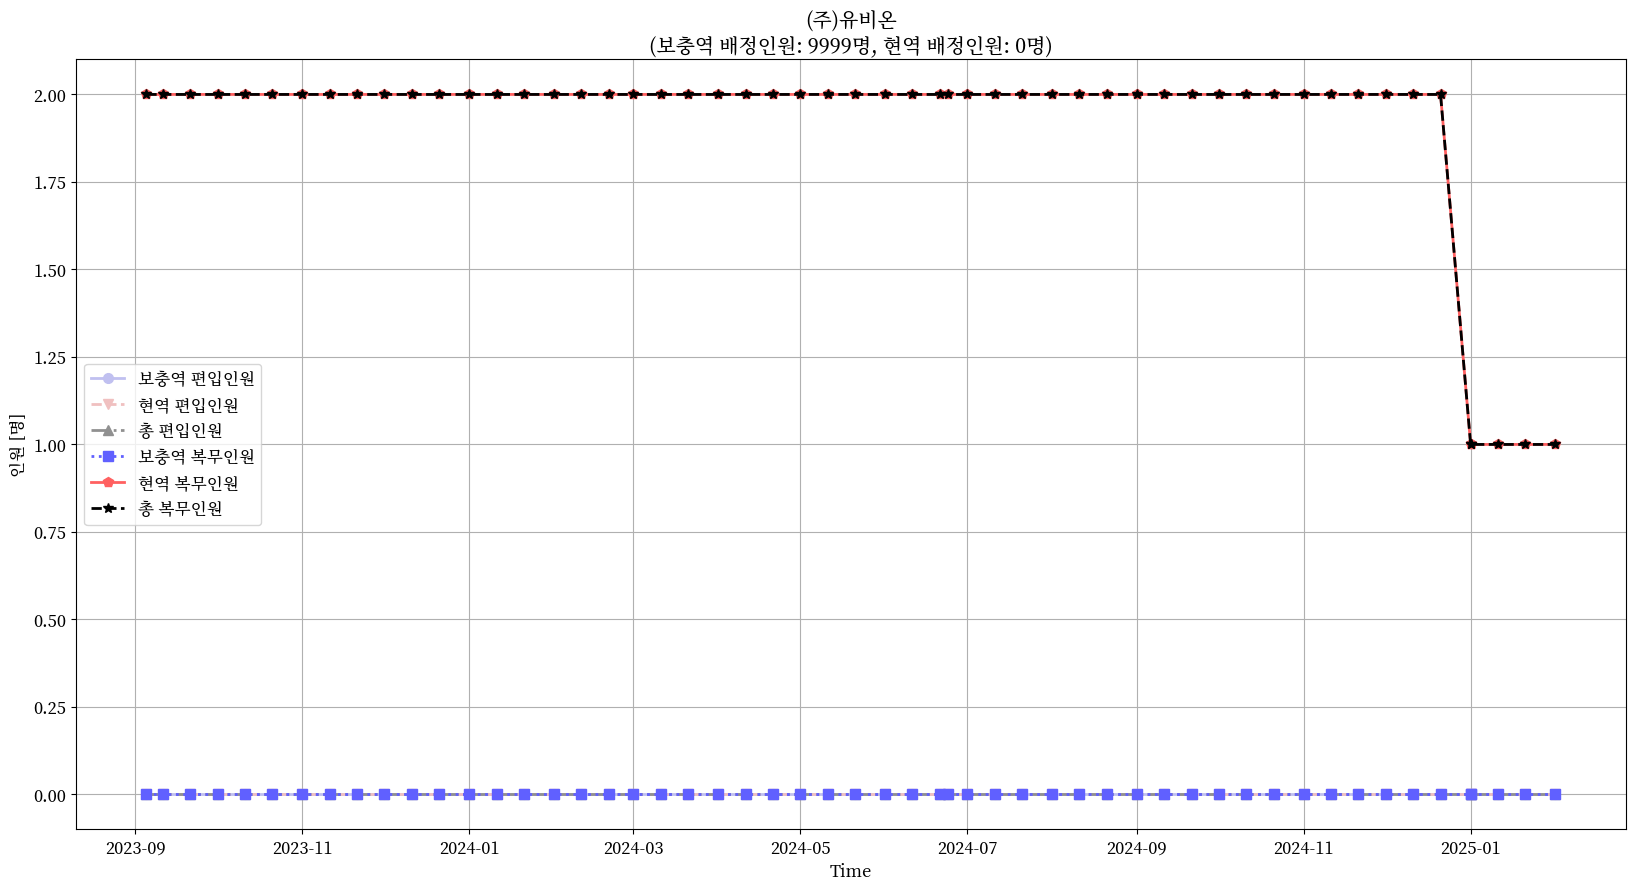 (주)유비온
(보충역 배정인원: 9999명, 현역 배정인원: 0명)
인원 [명]
2.00
1.75
1.50
1.25
1.00
0.75
0.50
0.25
0.00
보충역 편입인원
현역 편입인원
총 편입인원
보충역 복무인원
현역 복무인원
총 복무인원
2023-09
2023-11
2024-01
2024-03
2024-05
2024-07
2024-09
2024-11
2025-01
Time